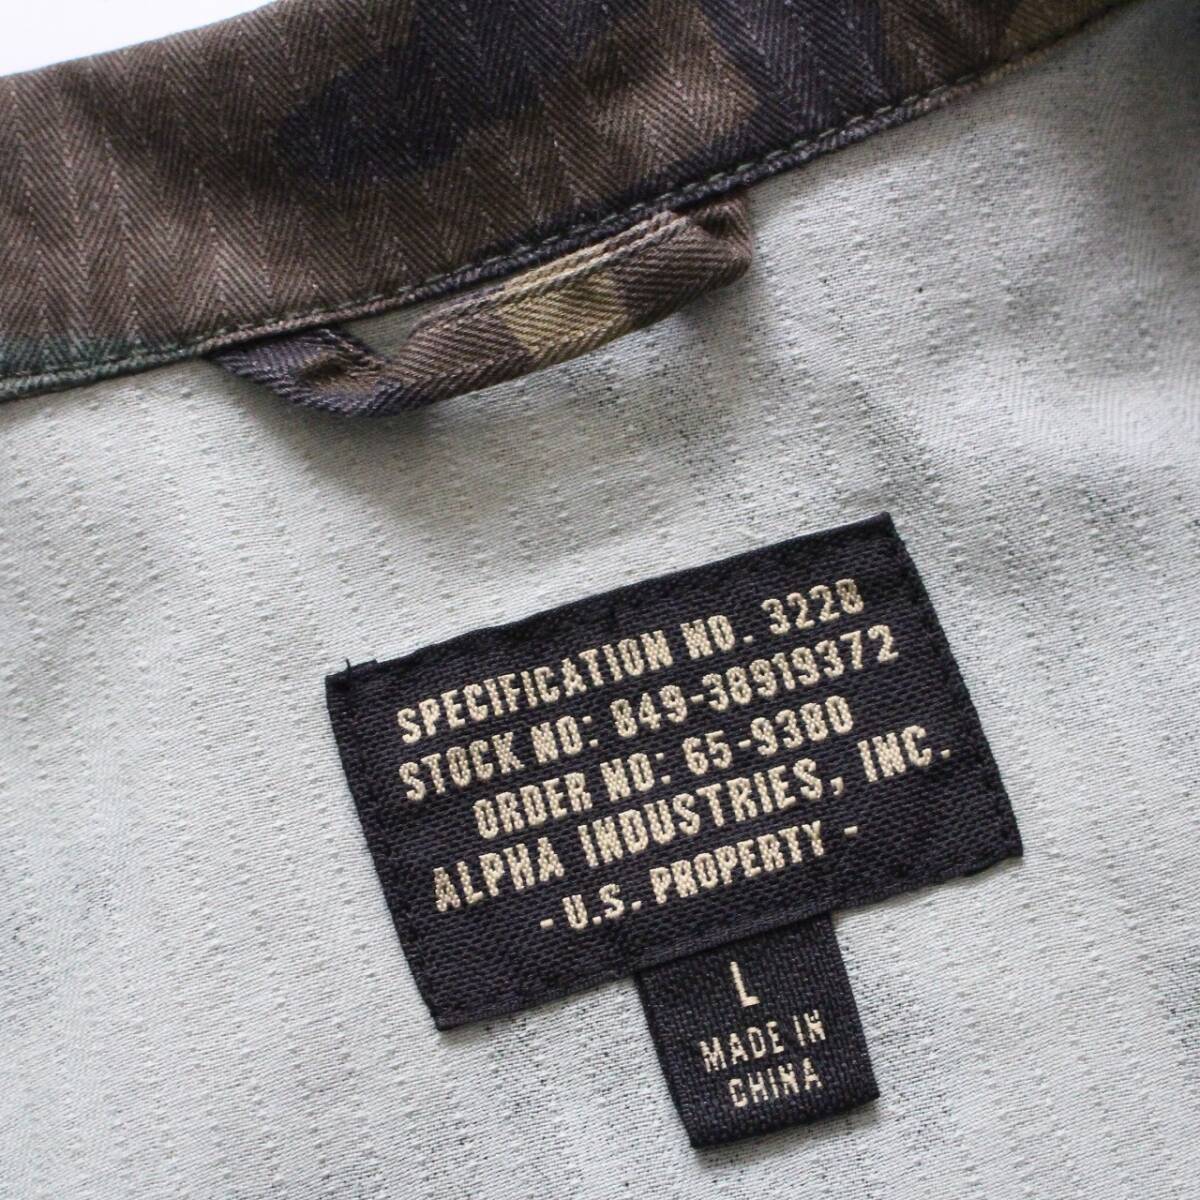 SPECIFICATION NO. 3228
STOCK NO: 849-38919372
ORDER NO: 65-9380
ALPHA INDUSTRIES, INC.
- U.S. PROPERTY -
L
MADE IN
CHINA